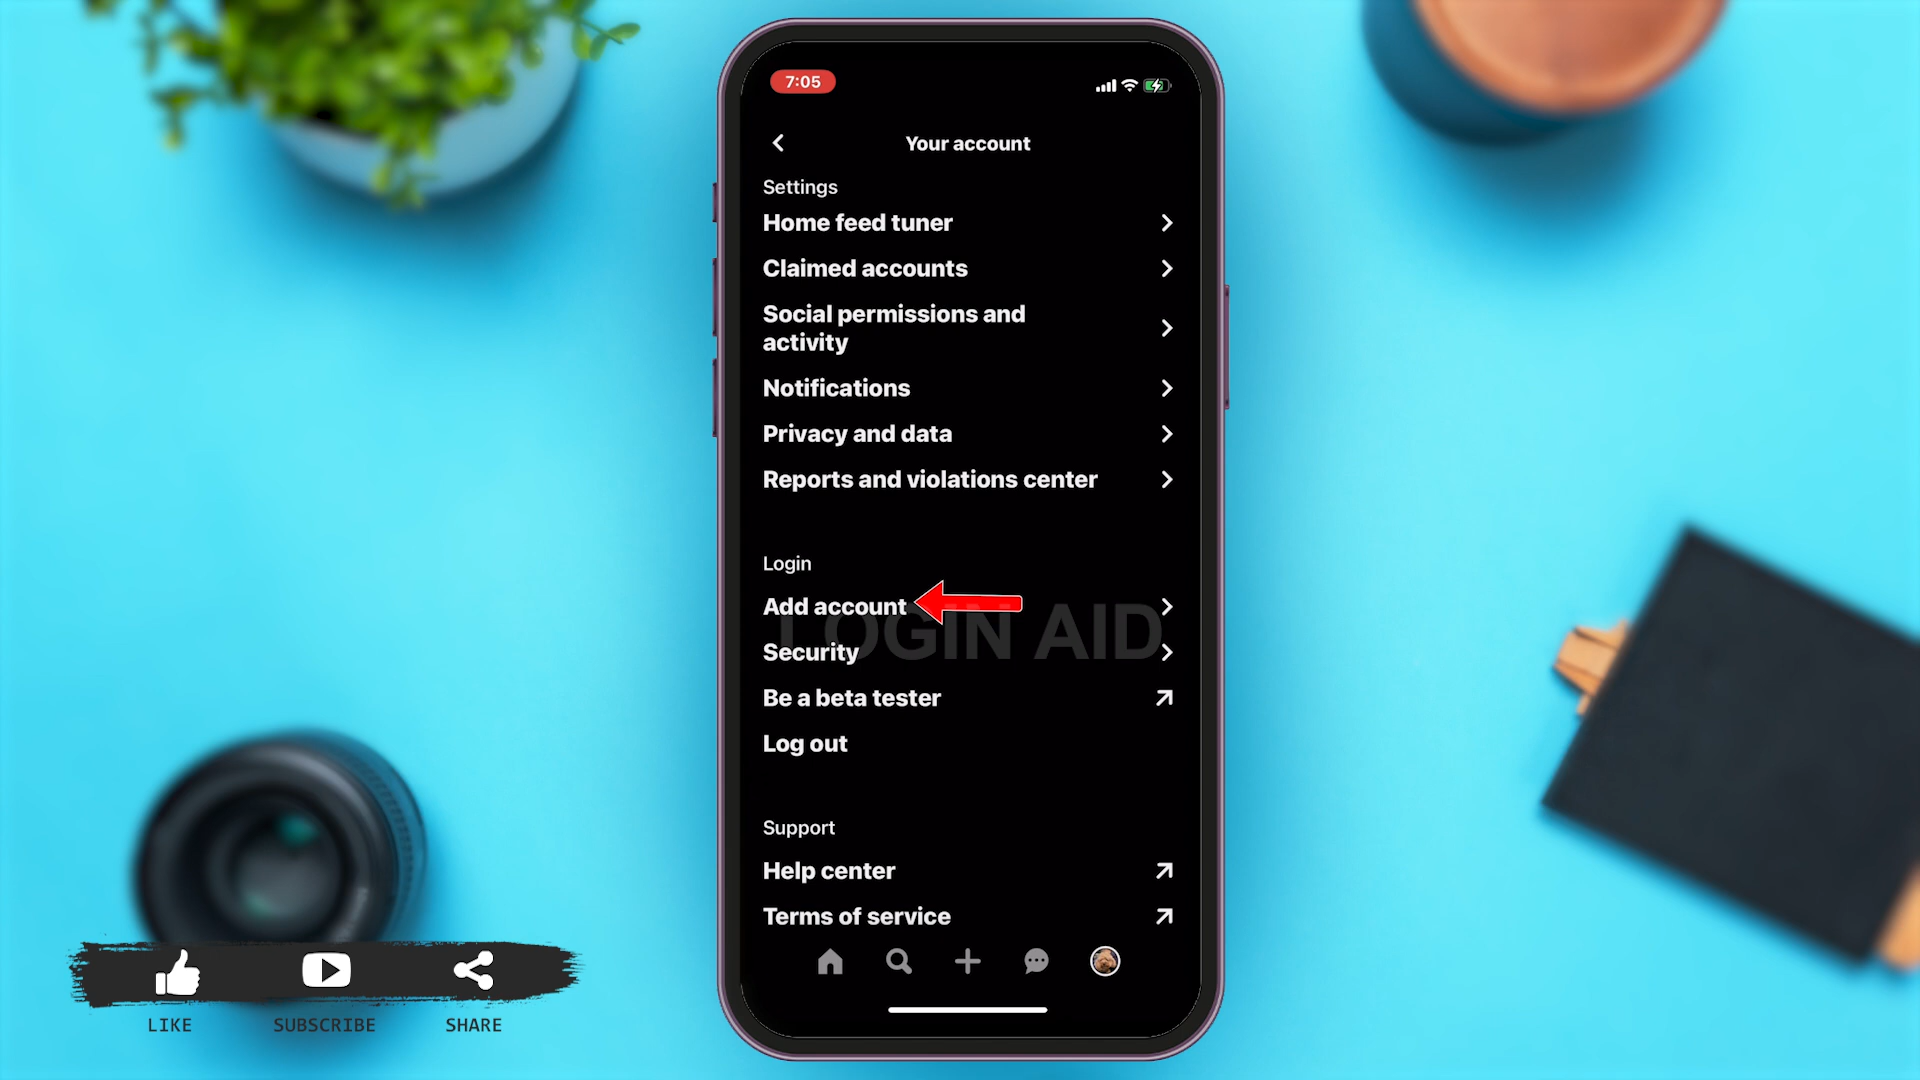 7:05
Your account
Settings
Home feed tuner
Claimed accounts
Social permissions and
activity
Notifications
Privacy and data
Reports and violations center
Login
Add account
LOGIN AID
Security
Be a beta tester
Log out
Support
Help center
Terms of service
LIKE SUBSCRIBE SHARE